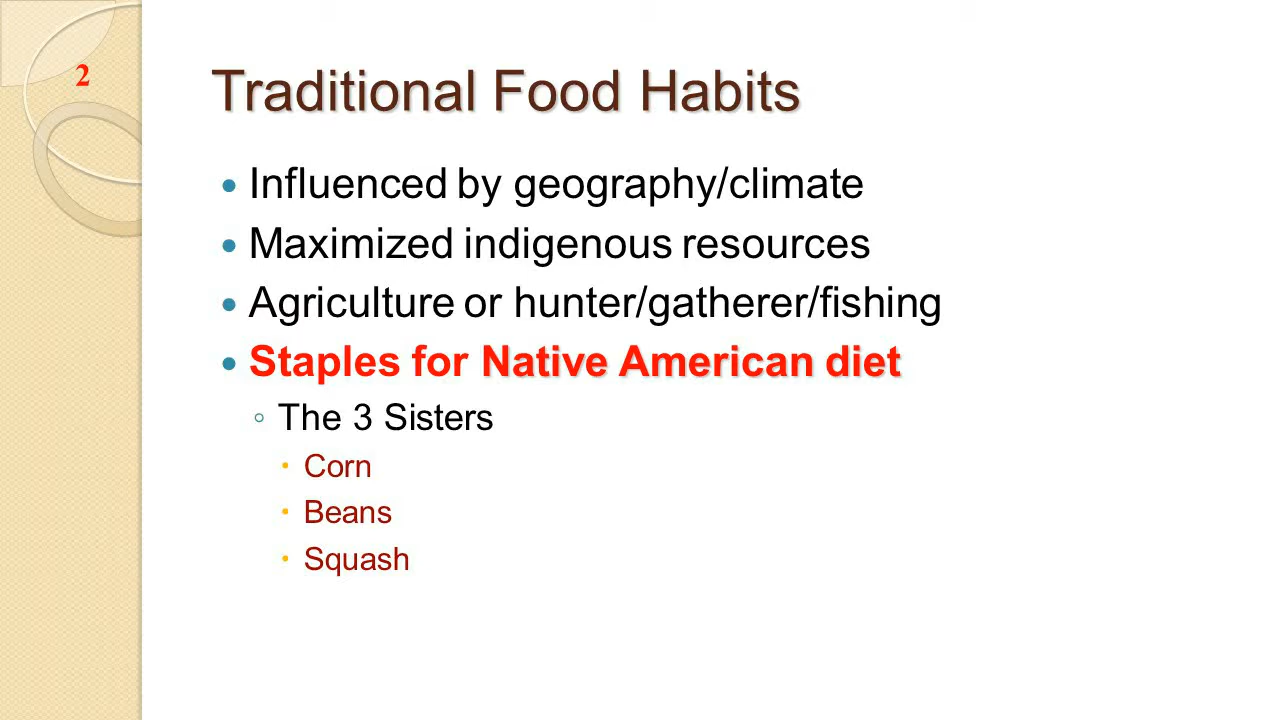 2
Traditional Food Habits
Influenced by geography/climate
Maximized indigenous resources
Agriculture or hunter/gatherer/fishing
Staples for Native American diet
The 3 Sisters
Corn
Beans
Squash